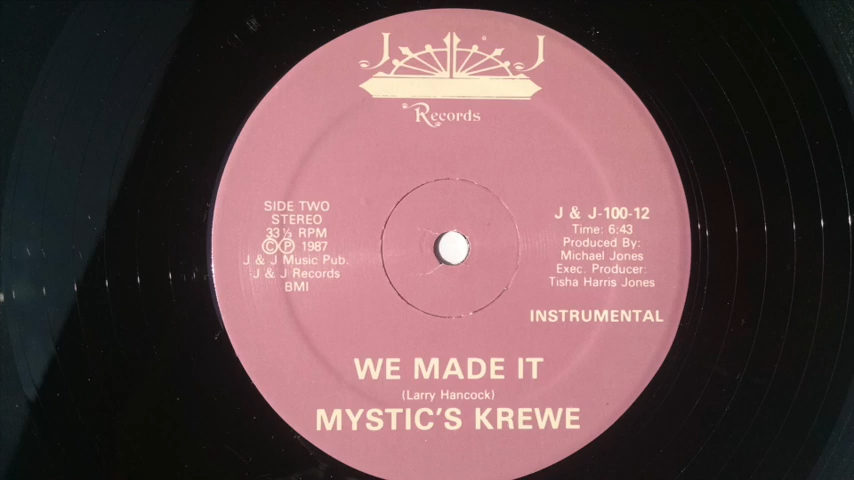 J J
Records
SIDE TWO
STEREO
33⅓ RPM
Ⓒ Ⓟ 1987
J & J Music Pub.
J & J Records
BMI
J & J-100-12
Time: 6:43
Produced By:
Michael Jones
Exec. Producer:
Tisha Harris Jones
INSTRUMENTAL
WE MADE IT
(Larry Hancock)
MYSTIC'S KREWE